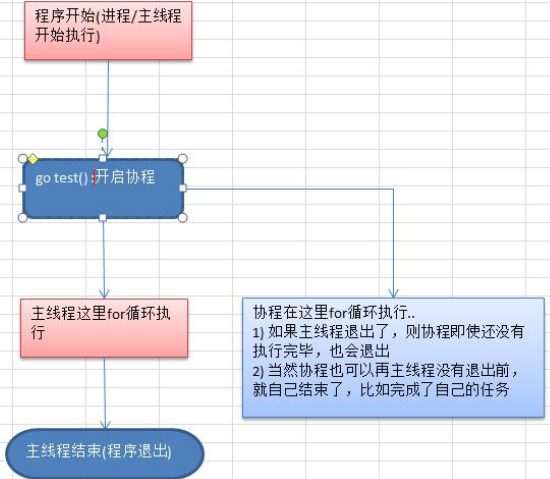 程序开始(进程/主线程
开始执行)
go test() :开启协程
主线程这里for循环执
行
协程在这里for循环执行..
1) 如果主线程退出了，则协程即使还没有
执行完毕，也会退出
2) 当然协程也可以再主线程没有退出前，
就自己结束了，比如完成了自己的任务
主线程结束(程序退出)